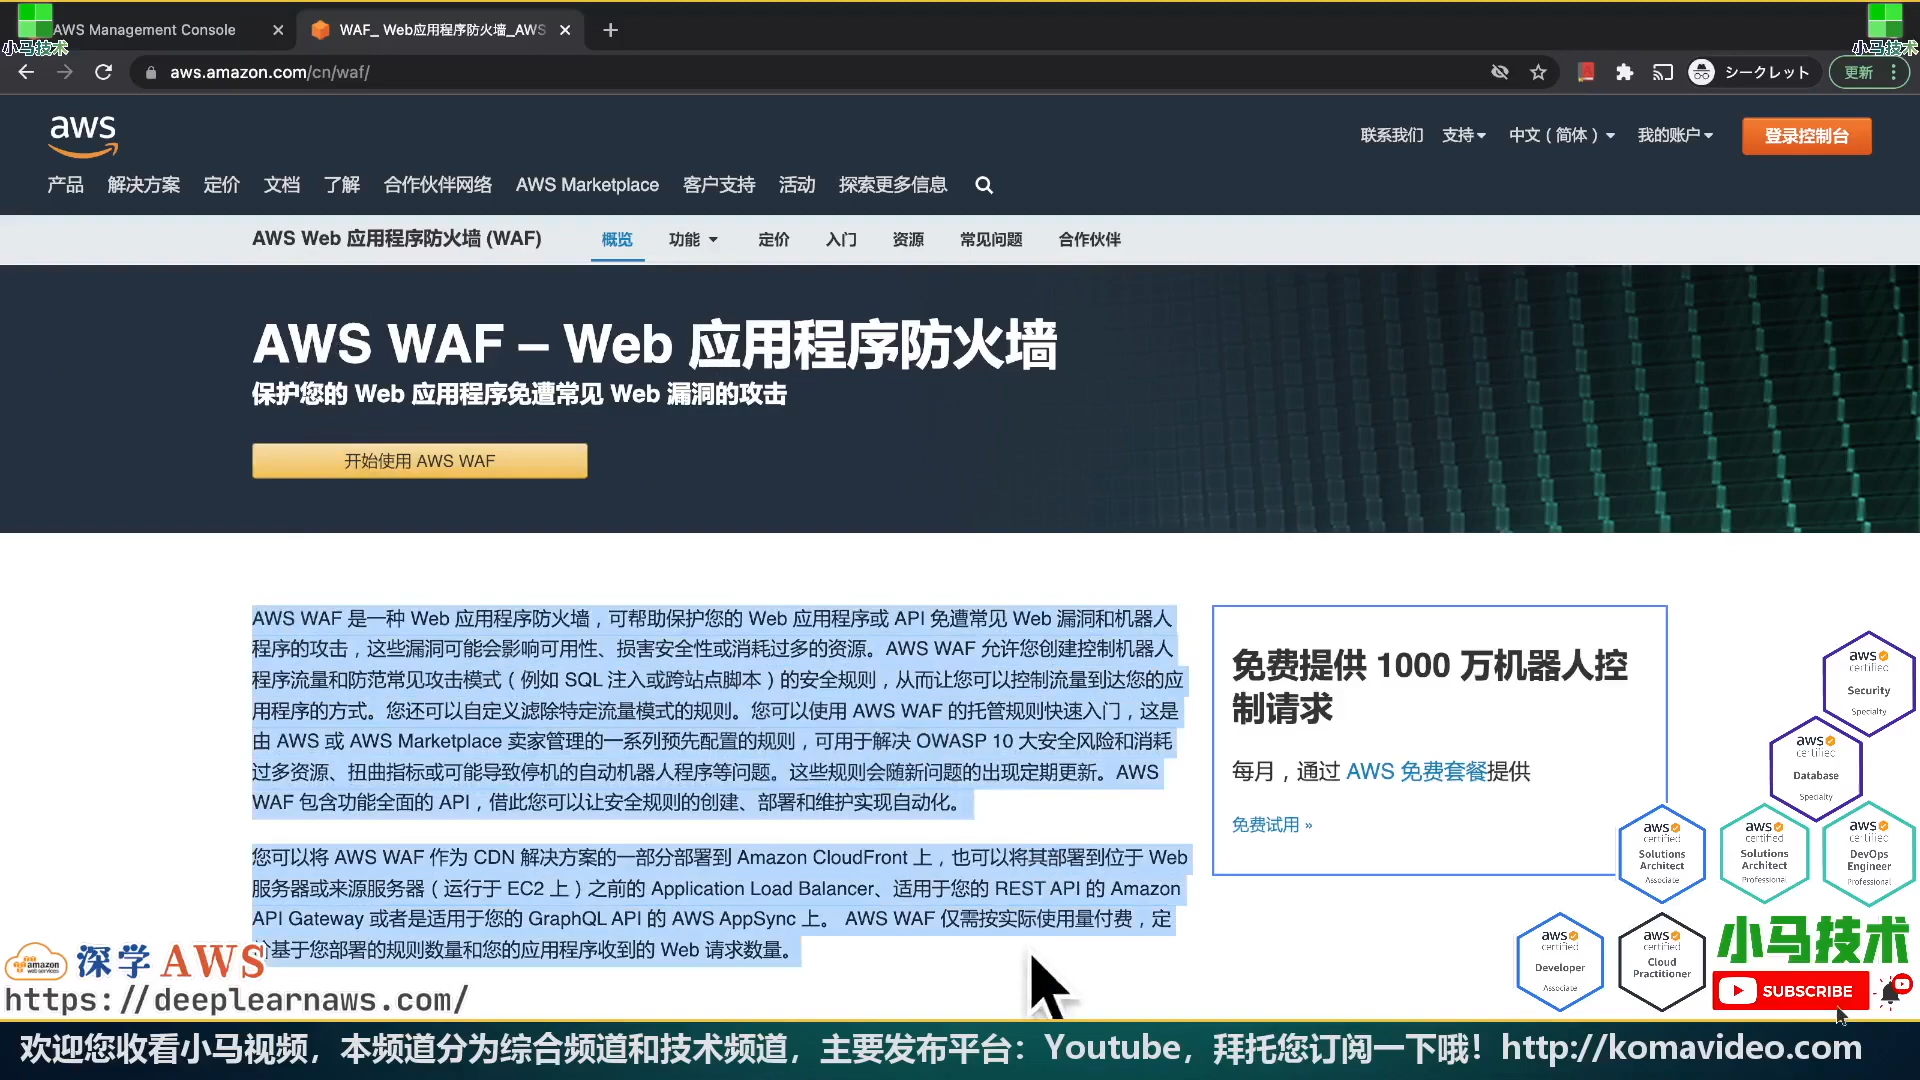 AWS Management Console
WAF_ Web应用程序防火墙_AWS
小马技术
小马技术
aws.amazon.com/cn/waf/
シークレット
更新
aws
联系我们
支持
中文（简体）
我的账户
登录控制台
产品
解决方案
定价
文档
了解
合作伙伴网络
AWS Marketplace
客户支持
活动
探索更多信息
AWS Web 应用程序防火墙 (WAF)
概览
功能
定价
入门
资源
常见问题
合作伙伴
AWS WAF – Web 应用程序防火墙
保护您的 Web 应用程序免遭常见 Web 漏洞的攻击
开始使用 AWS WAF
AWS WAF 是一种 Web 应用程序防火墙，可帮助保护您的 Web 应用程序或 API 免遭常见 Web 漏洞和机器人
程序的攻击，这些漏洞可能会影响可用性、损害安全性或消耗过多的资源。AWS WAF 允许您创建控制机器人
程序流量和防范常见攻击模式（例如 SQL 注入或跨站点脚本）的安全规则，从而让您可以控制流量到达您的应
用程序的方式。您还可以自定义滤除特定流量模式的规则。您可以使用 AWS WAF 的托管规则快速入门，这是
由 AWS 或 AWS Marketplace 卖家管理的一系列预先配置的规则，可用于解决 OWASP 10 大安全风险和消耗
过多资源、扭曲指标或可能导致停机的自动机器人程序等问题。这些规则会随新问题的出现定期更新。AWS
WAF 包含功能全面的 API，借此您可以让安全规则的创建、部署和维护实现自动化。
您可以将 AWS WAF 作为 CDN 解决方案的一部分部署到 Amazon CloudFront 上，也可以将其部署到位于 Web
服务器或来源服务器（运行于 EC2 上）之前的 Application Load Balancer、适用于您的 REST API 的 Amazon
API Gateway 或者是适用于您的 GraphQL API 的 AWS AppSync 上。 AWS WAF 仅需按实际使用量付费，定
基于您部署的规则数量和您的应用程序收到的 Web 请求数量。
免费提供 1000 万机器人控
制请求
每月，通过 AWS 免费套餐提供
免费试用 »
aws certified Security Specialty
aws certified Database Specialty
aws certified Solutions Architect Associate
aws certified Solutions Architect Professional
aws certified DevOps Engineer Professional
aws certified Developer Associate
aws certified Cloud Practitioner
小马技术
SUBSCRIBE
amazon web services
深学 AWS
https://deeplearnaws.com/
欢迎您收看小马视频，本频道分为综合频道和技术频道，主要发布平台：Youtube，拜托您订阅一下哦！http://komavideo.com